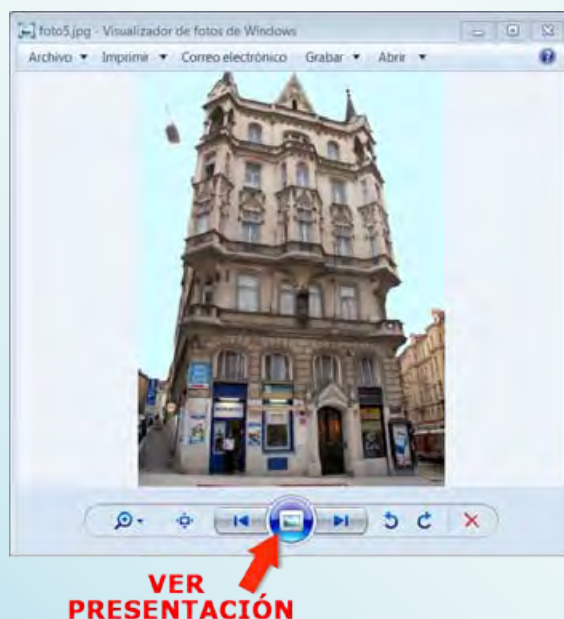 foto5.jpg - Visualizador de fotos de Windows
Archivo Imprimir Correo electrónico Grabar Abrir
VER
PRESENTACIÓN